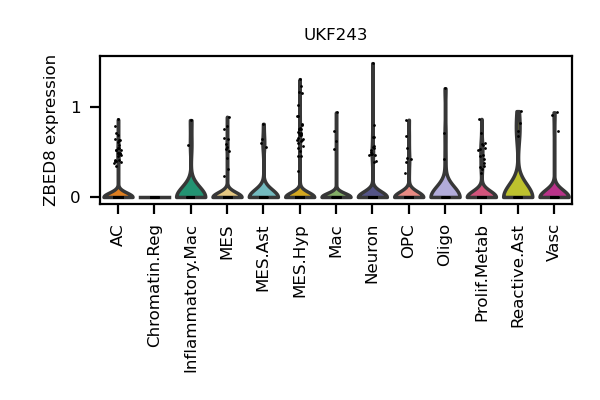 UKF243
ZBED8 expression
1
0
AC
Chromatin.Reg
Inflammatory.Mac
MES
MES.Ast
MES.Hyp
Mac
Neuron
OPC
Oligo
Prolif.Metab
Reactive.Ast
Vasc